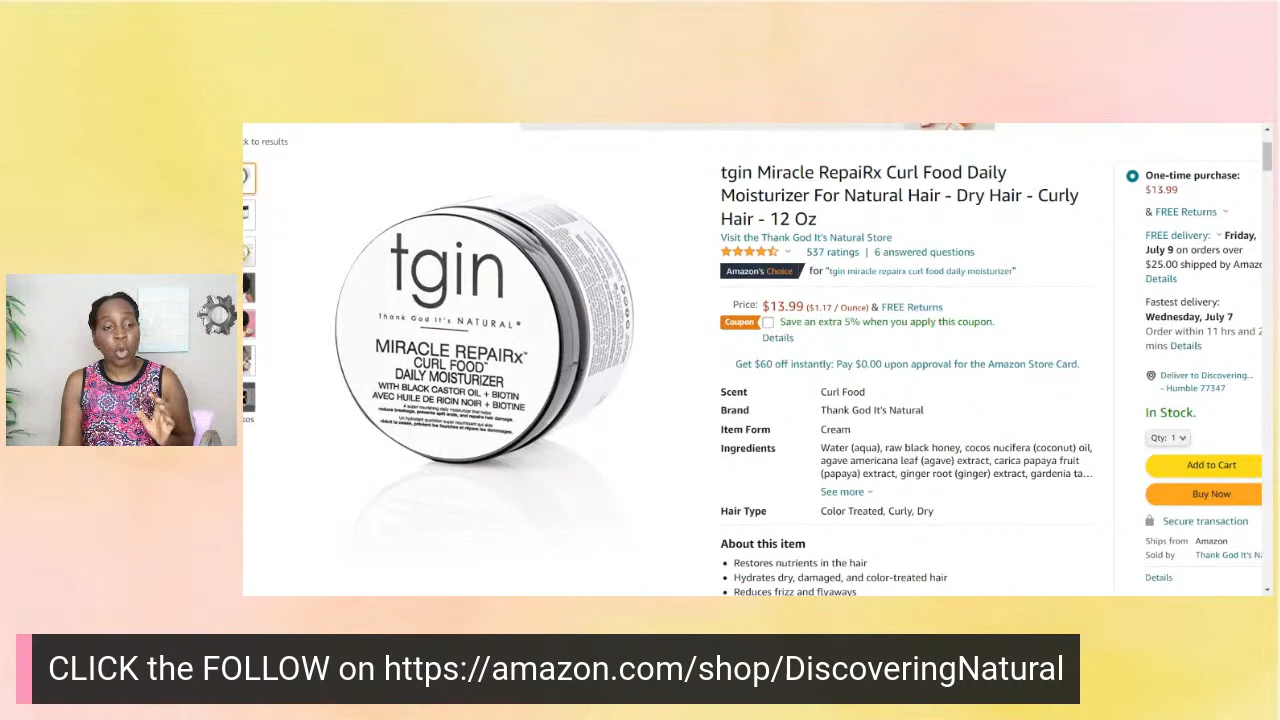 ck to results
tgin
Thank God It's NATURAL®
MIRACLE REPAIRx™
CURL FOOD™
DAILY MOISTURIZER
WITH BLACK CASTOR OIL + BIOTIN
AVEC HUILE DE RICIN NOIR + BIOTINE
tgin Miracle RepaiRx Curl Food Daily
Moisturizer For Natural Hair - Dry Hair - Curly
Hair - 12 Oz
Visit the Thank God It's Natural Store
537 ratings | 6 answered questions
Amazon's Choice for "tgin miracle repairx curl food daily moisturizer"
Price: $13.99 ($1.17 / Ounce) & FREE Returns
Coupon Save an extra 5% when you apply this coupon.
Details
Get $60 off instantly: Pay $0.00 upon approval for the Amazon Store Card.
Scent Curl Food
Brand Thank God It's Natural
Item Form Cream
Ingredients Water (aqua), raw black honey, cocos nucifera (coconut) oil,
agave americana leaf (agave) extract, carica papaya fruit
(papaya) extract, ginger root (ginger) extract, gardenia ta…
See more
Hair Type Color Treated, Curly, Dry
About this item
• Restores nutrients in the hair
• Hydrates dry, damaged, and color-treated hair
• Reduces frizz and flyaways
One-time purchase:
$13.99
& FREE Returns
FREE delivery: Friday,
July 9 on orders over
$25.00 shipped by Amazo
Details
Fastest delivery:
Wednesday, July 7
Order within 11 hrs and 2
mins Details
Deliver to Discovering...
- Humble 77347
In Stock.
Qty: 1
Add to Cart
Buy Now
Secure transaction
Ships from Amazon
Sold by Thank God It's Na
Details
CLICK the FOLLOW on https://amazon.com/shop/DiscoveringNatural